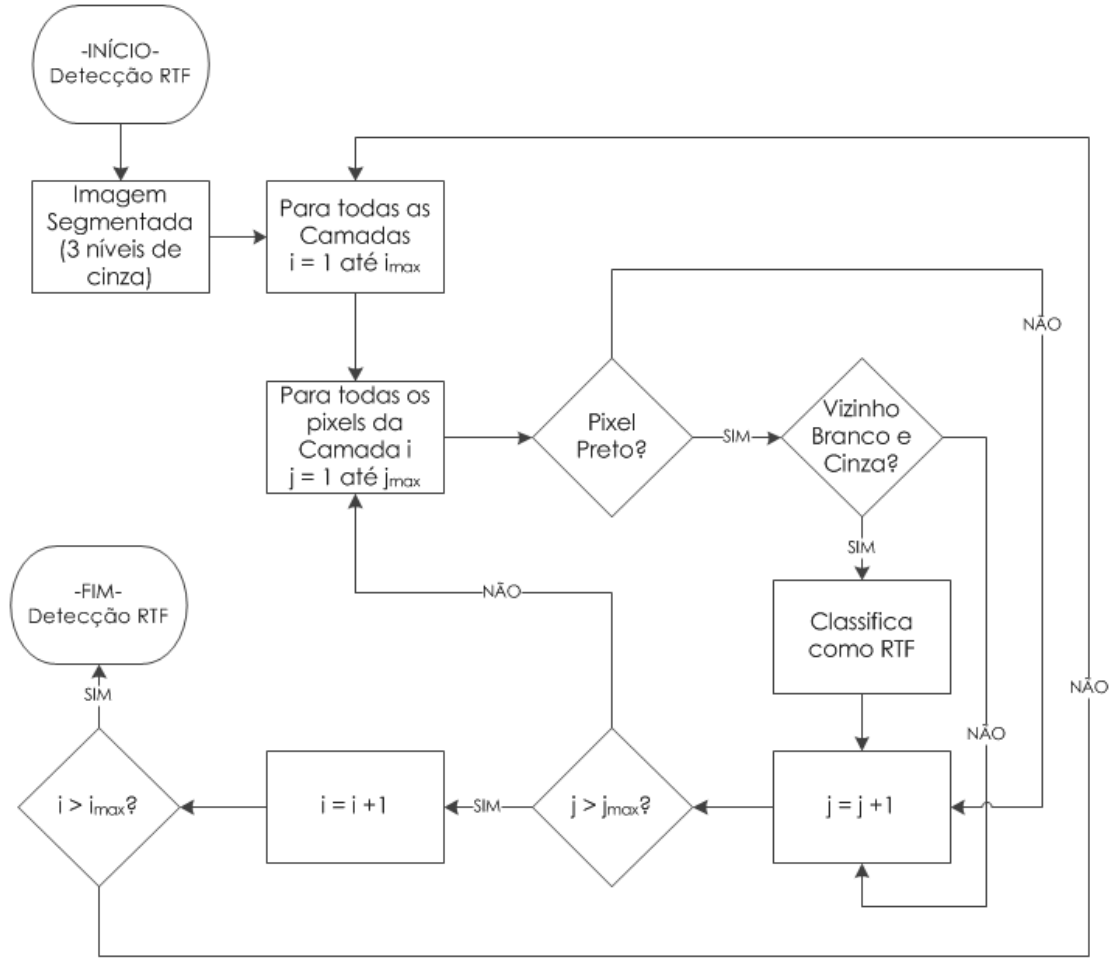 -INÍCIO-
Detecção RTF
Imagem
Segmentada
(3 níveis de
cinza)
Para todas as
Camadas
i = 1 até imax
Para todas os
pixels da
Camada i
j = 1 até jmax
Pixel
Preto?
SIM
Vizinho
Branco e
Cinza?
NÃO
SIM
Classifica
como RTF
NÃO
NÃO
-FIM-
Detecção RTF
NÃO
SIM
i > imax?
i = i +1
SIM
j > jmax?
j = j +1